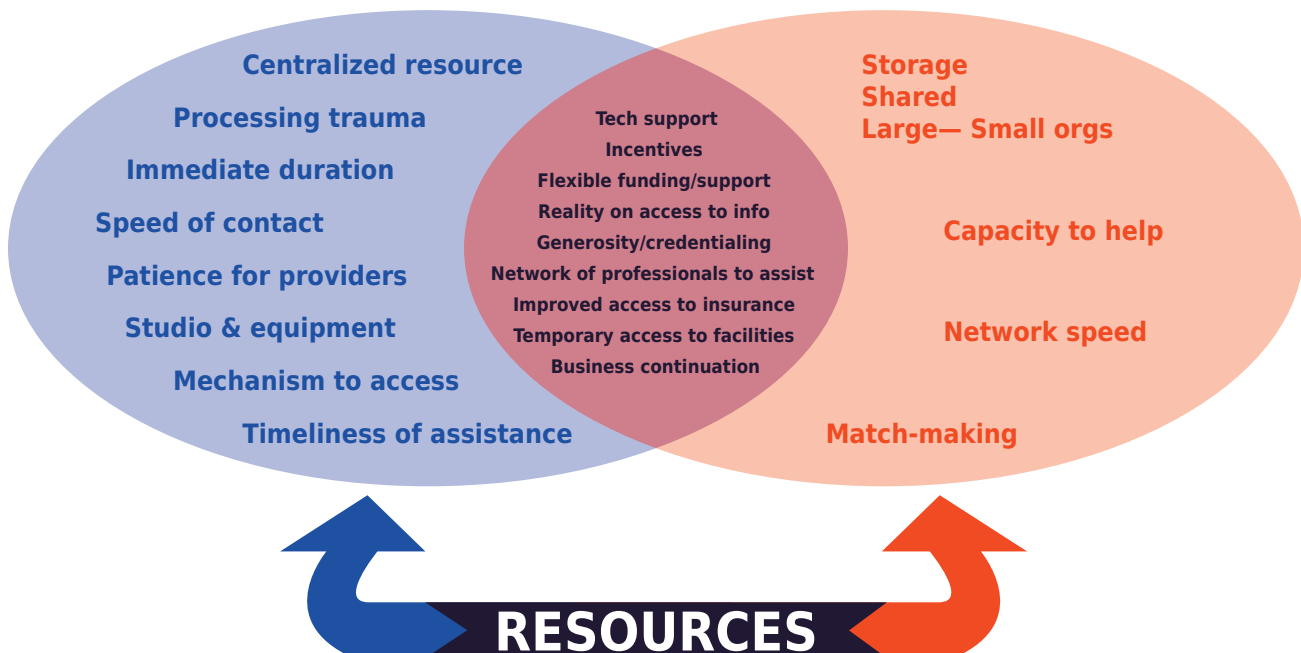 Centralized resource
Processing trauma
Immediate duration
Speed of contact
Patience for providers
Studio & equipment
Mechanism to access
Timeliness of assistance
Tech support
Incentives
Flexible funding/support
Reality on access to info
Generosity/credentialing
Network of professionals to assist
Improved access to insurance
Temporary access to facilities
Business continuation
Storage
Shared
Large— Small orgs
Capacity to help
Network speed
Match-making
RESOURCES